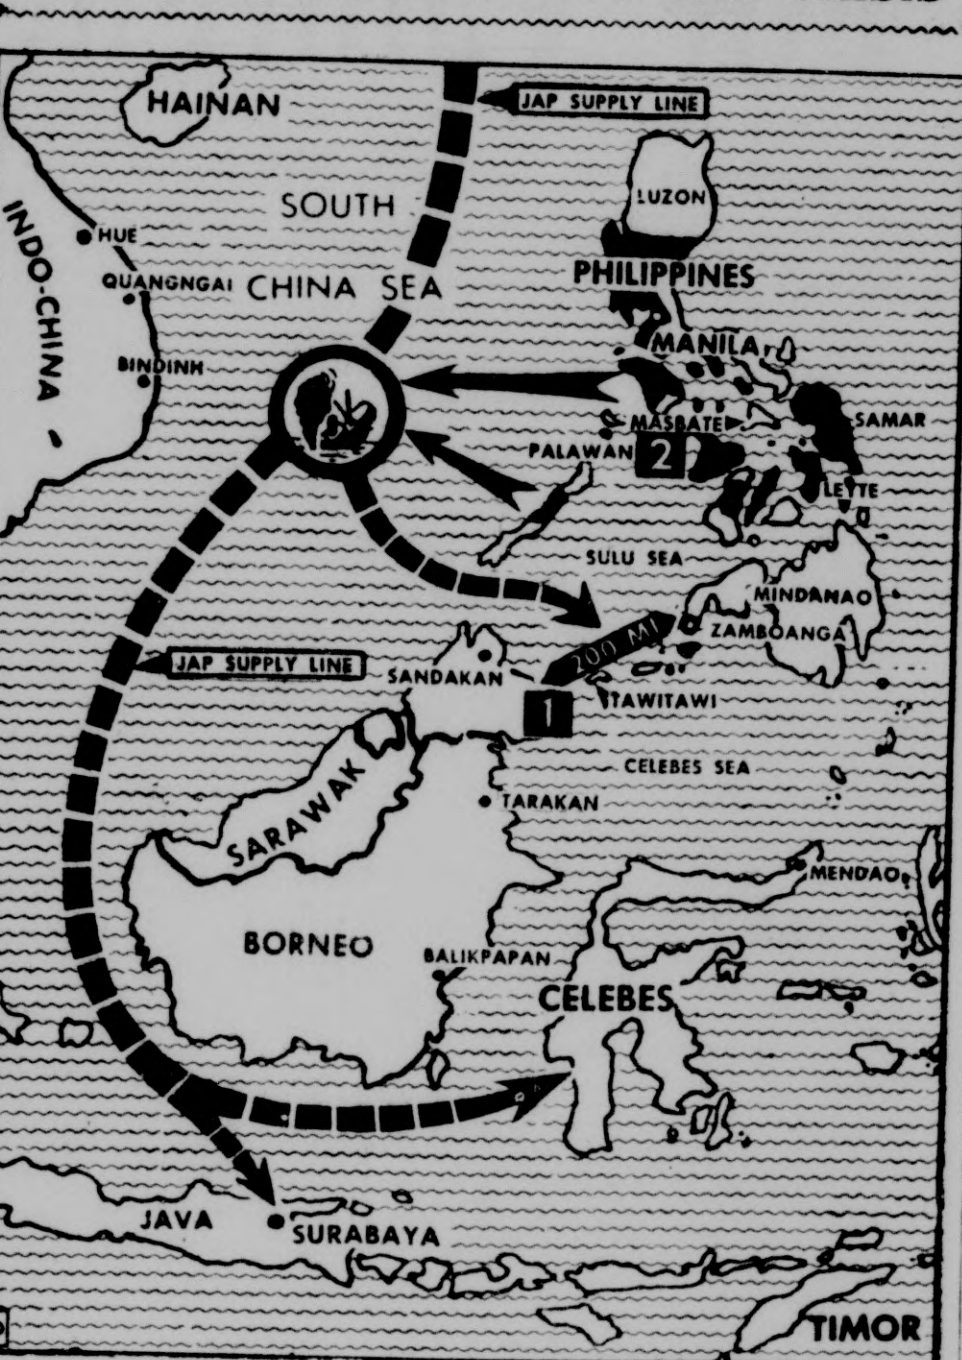 HAINAN
JAP SUPPLY LINE
LUZON
SOUTH
CHINA SEA
INDO-CHINA
HUE
QUANGNGAI
BINDINH
PHILIPPINES
MANILA
MASBATE
SAMAR
PALAWAN
2
LEYTE
SULU SEA
MINDANAO
ZAMBOANGA
200 MI
JAP SUPPLY LINE
SANDAKAN
1
TAWITAWI
CELEBES SEA
TARAKAN
SARAWAK
MENDAO
BORNEO
BALIKPAPAN
CELEBES
JAVA
SURABAYA
TIMOR